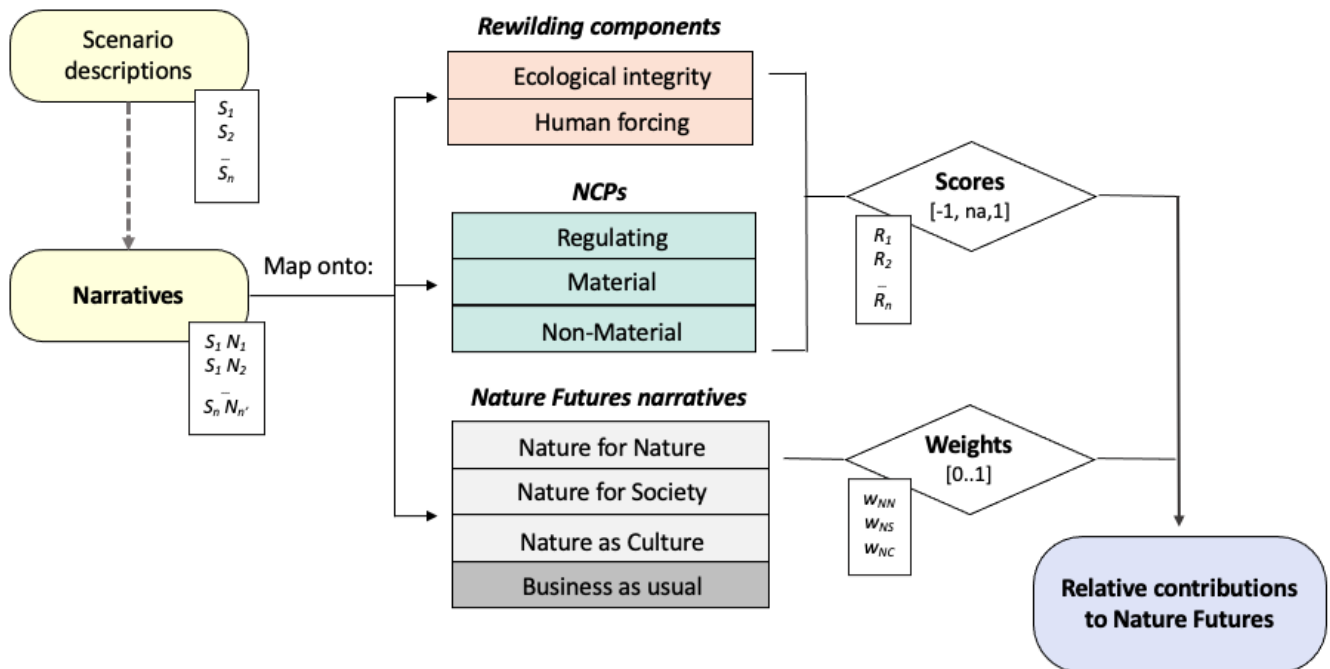 Scenario
descriptions
S1
S2
–
Sn
Narratives
S1 N1
S1 N2
–
Sn Nn′
Map onto:
Rewilding components
Ecological integrity
Human forcing
NCPs
Regulating
Material
Non-Material
Nature Futures narratives
Nature for Nature
Nature for Society
Nature as Culture
Business as usual
Scores
[-1, na,1]
R1
R2
–
Rn
Weights
[0..1]
wNN
wNS
wNC
Relative contributions
to Nature Futures